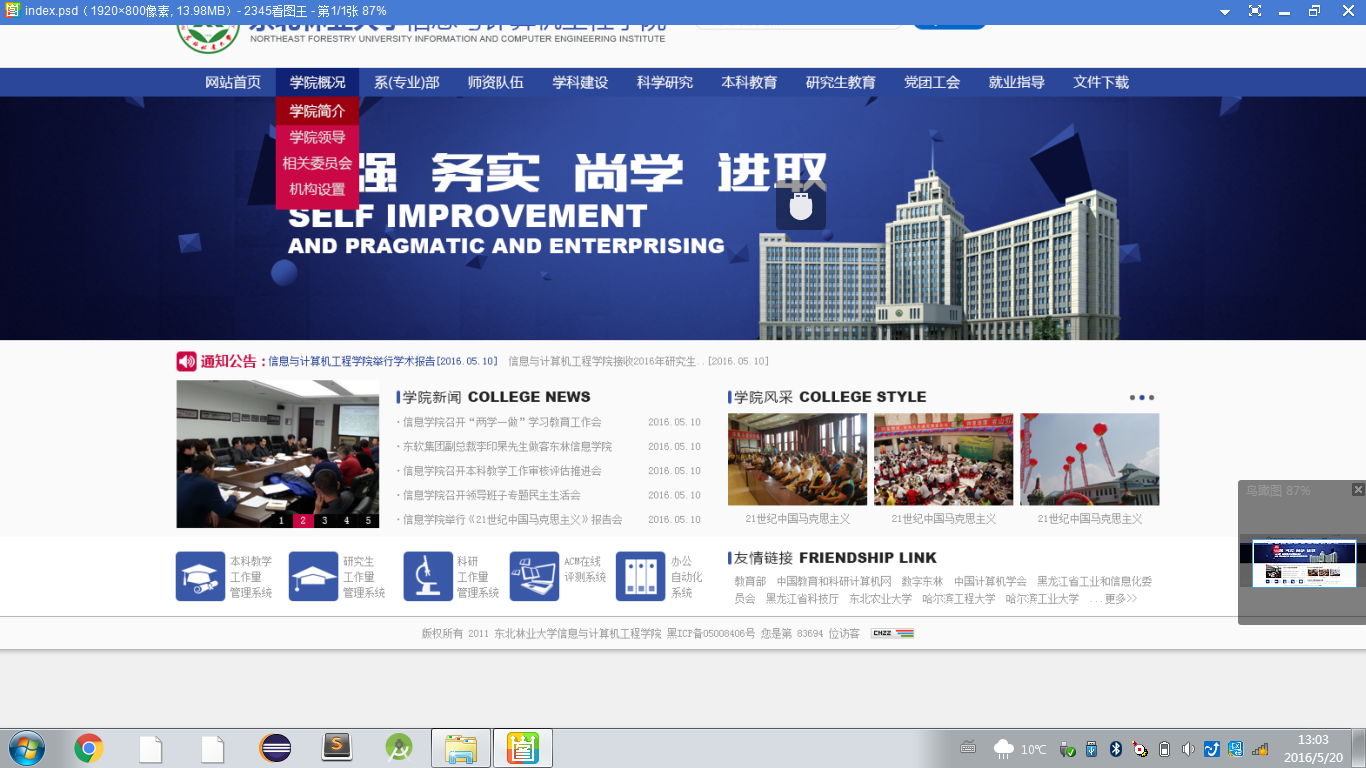 index.psd（1920×800像素, 13.98MB）- 2345看图王 - 第1/1张 87%
东北林业大学信息与计算机工程学院
NORTHEAST FORESTRY UNIVERSITY INFORMATION AND COMPUTER ENGINEERING INSTITUTE
网站首页 学院概况 系(专业)部 师资队伍 学科建设 科学研究 本科教育 研究生教育 党团工会 就业指导 文件下载
学院简介
学院领导
相关委员会
机构设置
强 务实 尚学 进取
SELF IMPROVEMENT
AND PRAGMATIC AND ENTERPRISING
通知公告：信息与计算机工程学院举行学术报告[2016.05.10] 信息与计算机工程学院接收2016年研究生..[2016.05.10]
1 2 3 4 5
学院新闻 COLLEGE NEWS
·信息学院召开“两学一做”学习教育工作会 2016.05.10
·东软集团副总裁李印杲先生做客东林信息学院 2016.05.10
·信息学院召开本科教学工作审核评估推进会 2016.05.10
·信息学院召开领导班子专题民主生活会 2016.05.10
·信息学院举行《21世纪中国马克思主义》报告会 2016.05.10
学院风采 COLLEGE STYLE
21世纪中国马克思主义 21世纪中国马克思主义 21世纪中国马克思主义
鸟瞰图 87%
本科教学
工作量
管理系统
研究生
工作量
管理系统
科研
工作量
管理系统
ACM在线
评测系统
办公
自动化
系统
友情链接 FRIENDSHIP LINK
教育部 中国教育和科研计算机网 数字东林 中国计算机学会 黑龙江省工业和信息化委
员会 黑龙江省科技厅 东北农业大学 哈尔滨工程大学 哈尔滨工业大学 ...更多>>
版权所有 2011 东北林业大学信息与计算机工程学院 黑ICP备05008406号 您是第 83694 位访客 CNZZ
10℃
13:03
2016/5/20